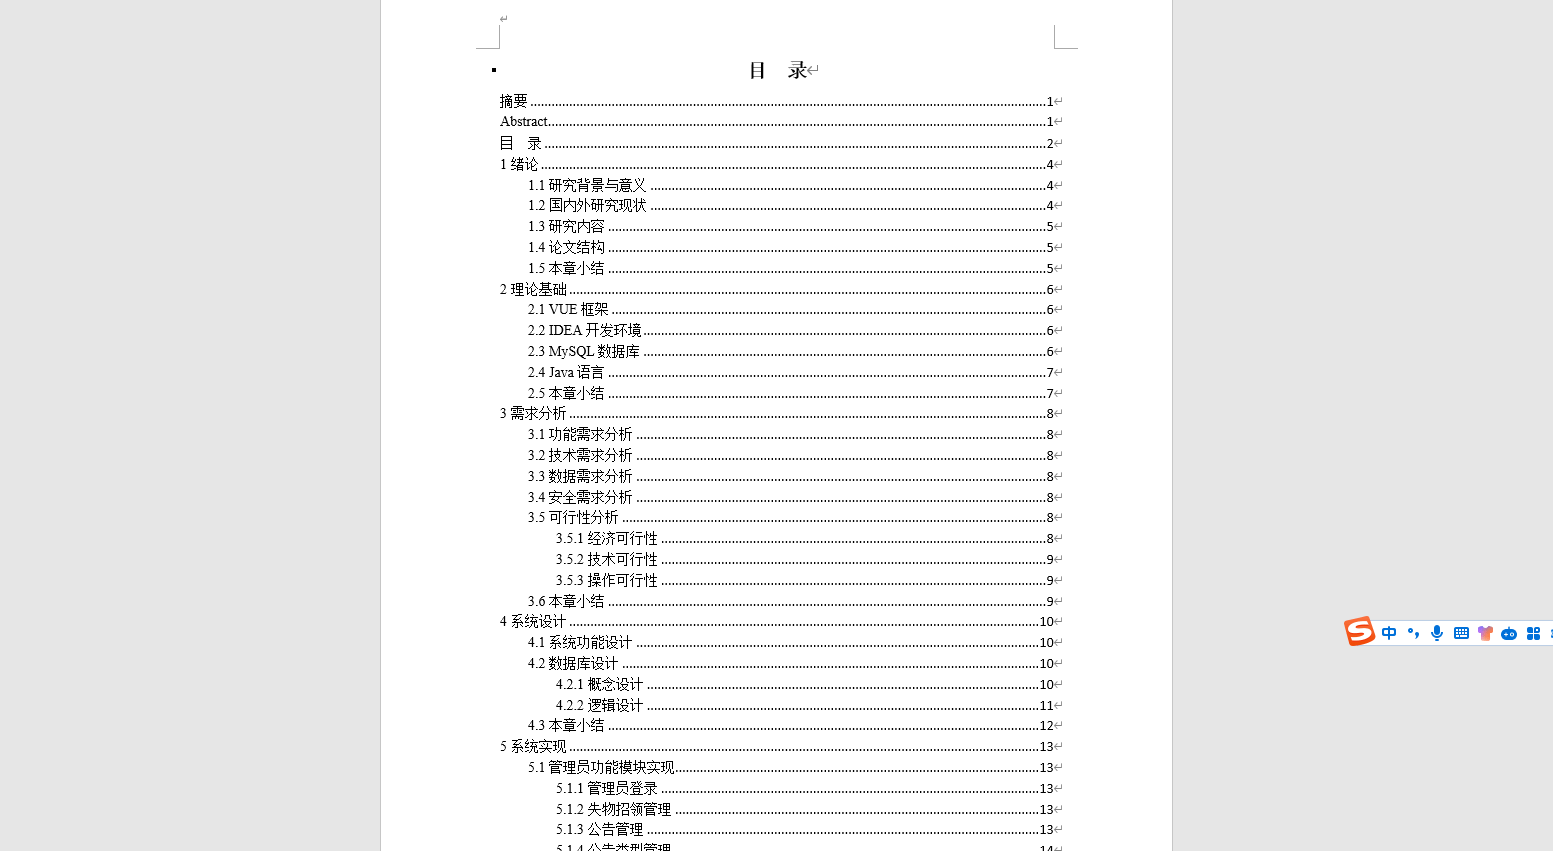 目 录
摘要 1
Abstract 1
目 录 2
1 绪论 4
1.1 研究背景与意义 4
1.2 国内外研究现状 4
1.3 研究内容 5
1.4 论文结构 5
1.5 本章小结 5
2 理论基础 6
2.1 VUE 框架 6
2.2 IDEA 开发环境 6
2.3 MySQL 数据库 6
2.4 Java 语言 7
2.5 本章小结 7
3 需求分析 8
3.1 功能需求分析 8
3.2 技术需求分析 8
3.3 数据需求分析 8
3.4 安全需求分析 8
3.5 可行性分析 8
3.5.1 经济可行性 8
3.5.2 技术可行性 9
3.5.3 操作可行性 9
3.6 本章小结 9
4 系统设计 10
4.1 系统功能设计 10
4.2 数据库设计 10
4.2.1 概念设计 10
4.2.2 逻辑设计 11
4.3 本章小结 12
5 系统实现 13
5.1 管理员功能模块实现 13
5.1.1 管理员登录 13
5.1.2 失物招领管理 13
5.1.3 公告管理 13
5.1.4 公告类型管理 14
中